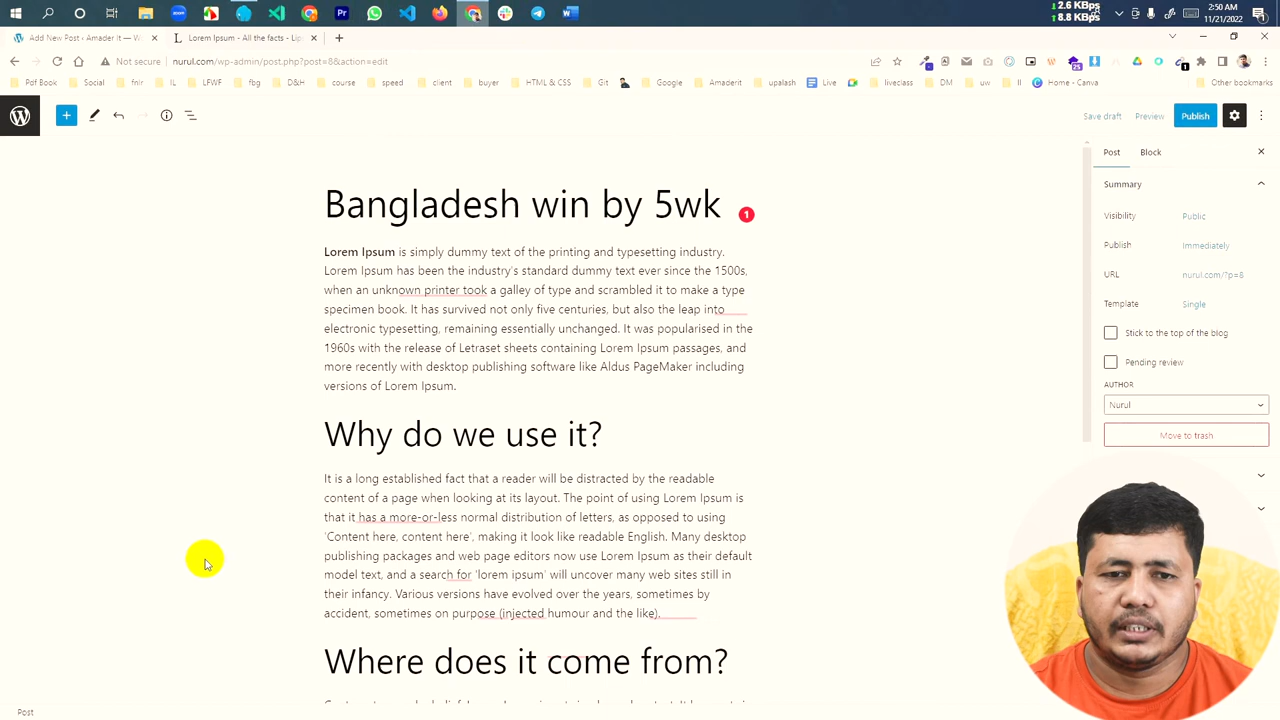 2.6 KBps
8.8 KBps
2:50 AM
11/21/2022
Add New Post - Amader It — Wo
Lorem Ipsum - All the facts - Lip
Not secure
nurul.com/wp-admin/post.php?post=8&action=edit
Pdf Book
Social
fnlr
IL
LFWF
fbg
D&H
course
speed
client
buyer
HTML & CSS
Git
Google
Amaderit
upalash
Live
liveclass
DM
uw
II
Home - Canva
Other bookmarks
Save draft
Preview
Publish
Post
Block
Summary
Visibility
Public
Publish
Immediately
URL
nurul.com/?p=8
Template
Single
Stick to the top of the blog
Pending review
AUTHOR
Nurul
Move to trash
Bangladesh win by 5wk
1
Lorem Ipsum is simply dummy text of the printing and typesetting industry.
Lorem Ipsum has been the industry's standard dummy text ever since the 1500s,
when an unknown printer took a galley of type and scrambled it to make a type
specimen book. It has survived not only five centuries, but also the leap into
electronic typesetting, remaining essentially unchanged. It was popularised in the
1960s with the release of Letraset sheets containing Lorem Ipsum passages, and
more recently with desktop publishing software like Aldus PageMaker including
versions of Lorem Ipsum.
Why do we use it?
It is a long established fact that a reader will be distracted by the readable
content of a page when looking at its layout. The point of using Lorem Ipsum is
that it has a more-or-less normal distribution of letters, as opposed to using
'Content here, content here', making it look like readable English. Many desktop
publishing packages and web page editors now use Lorem Ipsum as their default
model text, and a search for 'lorem ipsum' will uncover many web sites still in
their infancy. Various versions have evolved over the years, sometimes by
accident, sometimes on purpose (injected humour and the like).
Where does it come from?
Post